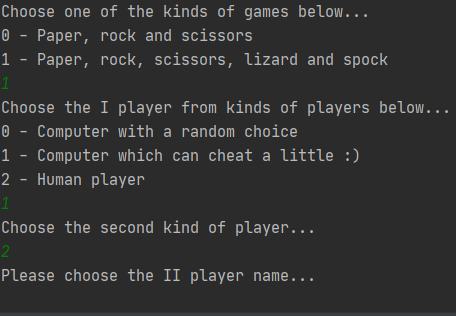 Choose one of the kinds of games below...
0 - Paper, rock and scissors
1 - Paper, rock, scissors, lizard and spock
1
Choose the I player from kinds of players below...
0 - Computer with a random choice
1 - Computer which can cheat a little :)
2 - Human player
1
Choose the second kind of player...
2
Please choose the II player name...